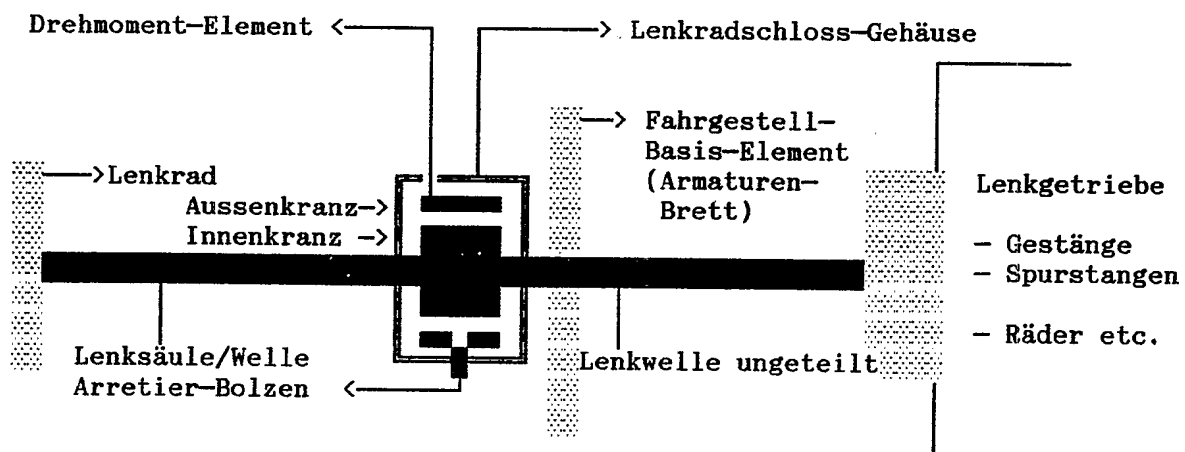 Drehmoment-Element <
> Lenkradschloss-Gehäuse
> Fahrgestell-
Basis-Element
(Armaturen-
Brett)
>Lenkrad
Aussenkranz->
Innenkranz ->
Lenkgetriebe
- Gestänge
- Spurstangen
- Räder etc.
Lenksäule/Welle
Arretier-Bolzen <
Lenkwelle ungeteilt